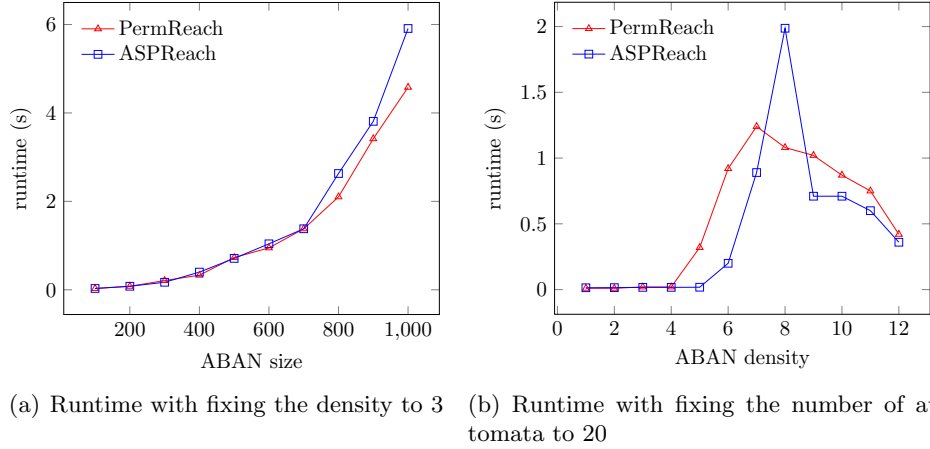 PermReach
ASPReach
6
4
2
0
runtime (s)
200
400
600
800
1,000
ABAN size
(a) Runtime with fixing the density to 3
PermReach
ASPReach
2
1.5
1
0.5
0
runtime (s)
0
2
4
6
8
10
12
ABAN density
(b) Runtime with fixing the number of
tomata to 20